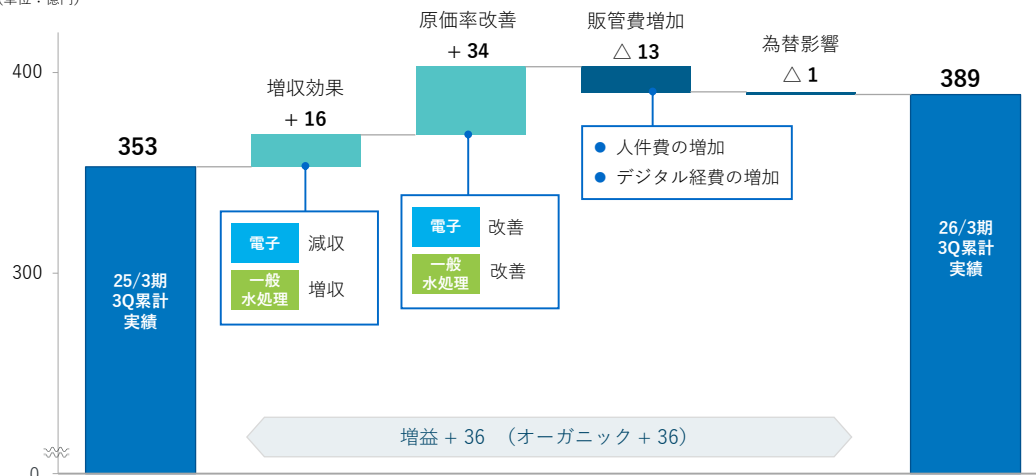 (単位：億円)
原価率改善
+ 34
販管費増加
△ 13
為替影響
△ 1
389
400
増収効果
+ 16
353
人件費の増加
デジタル経費の増加
電子 減収
一般
水処理 増収
電子 改善
一般
水処理 改善
300
25/3期
3Q累計
実績
26/3期
3Q累計
実績
増益 + 36 （オーガニック + 36）
0